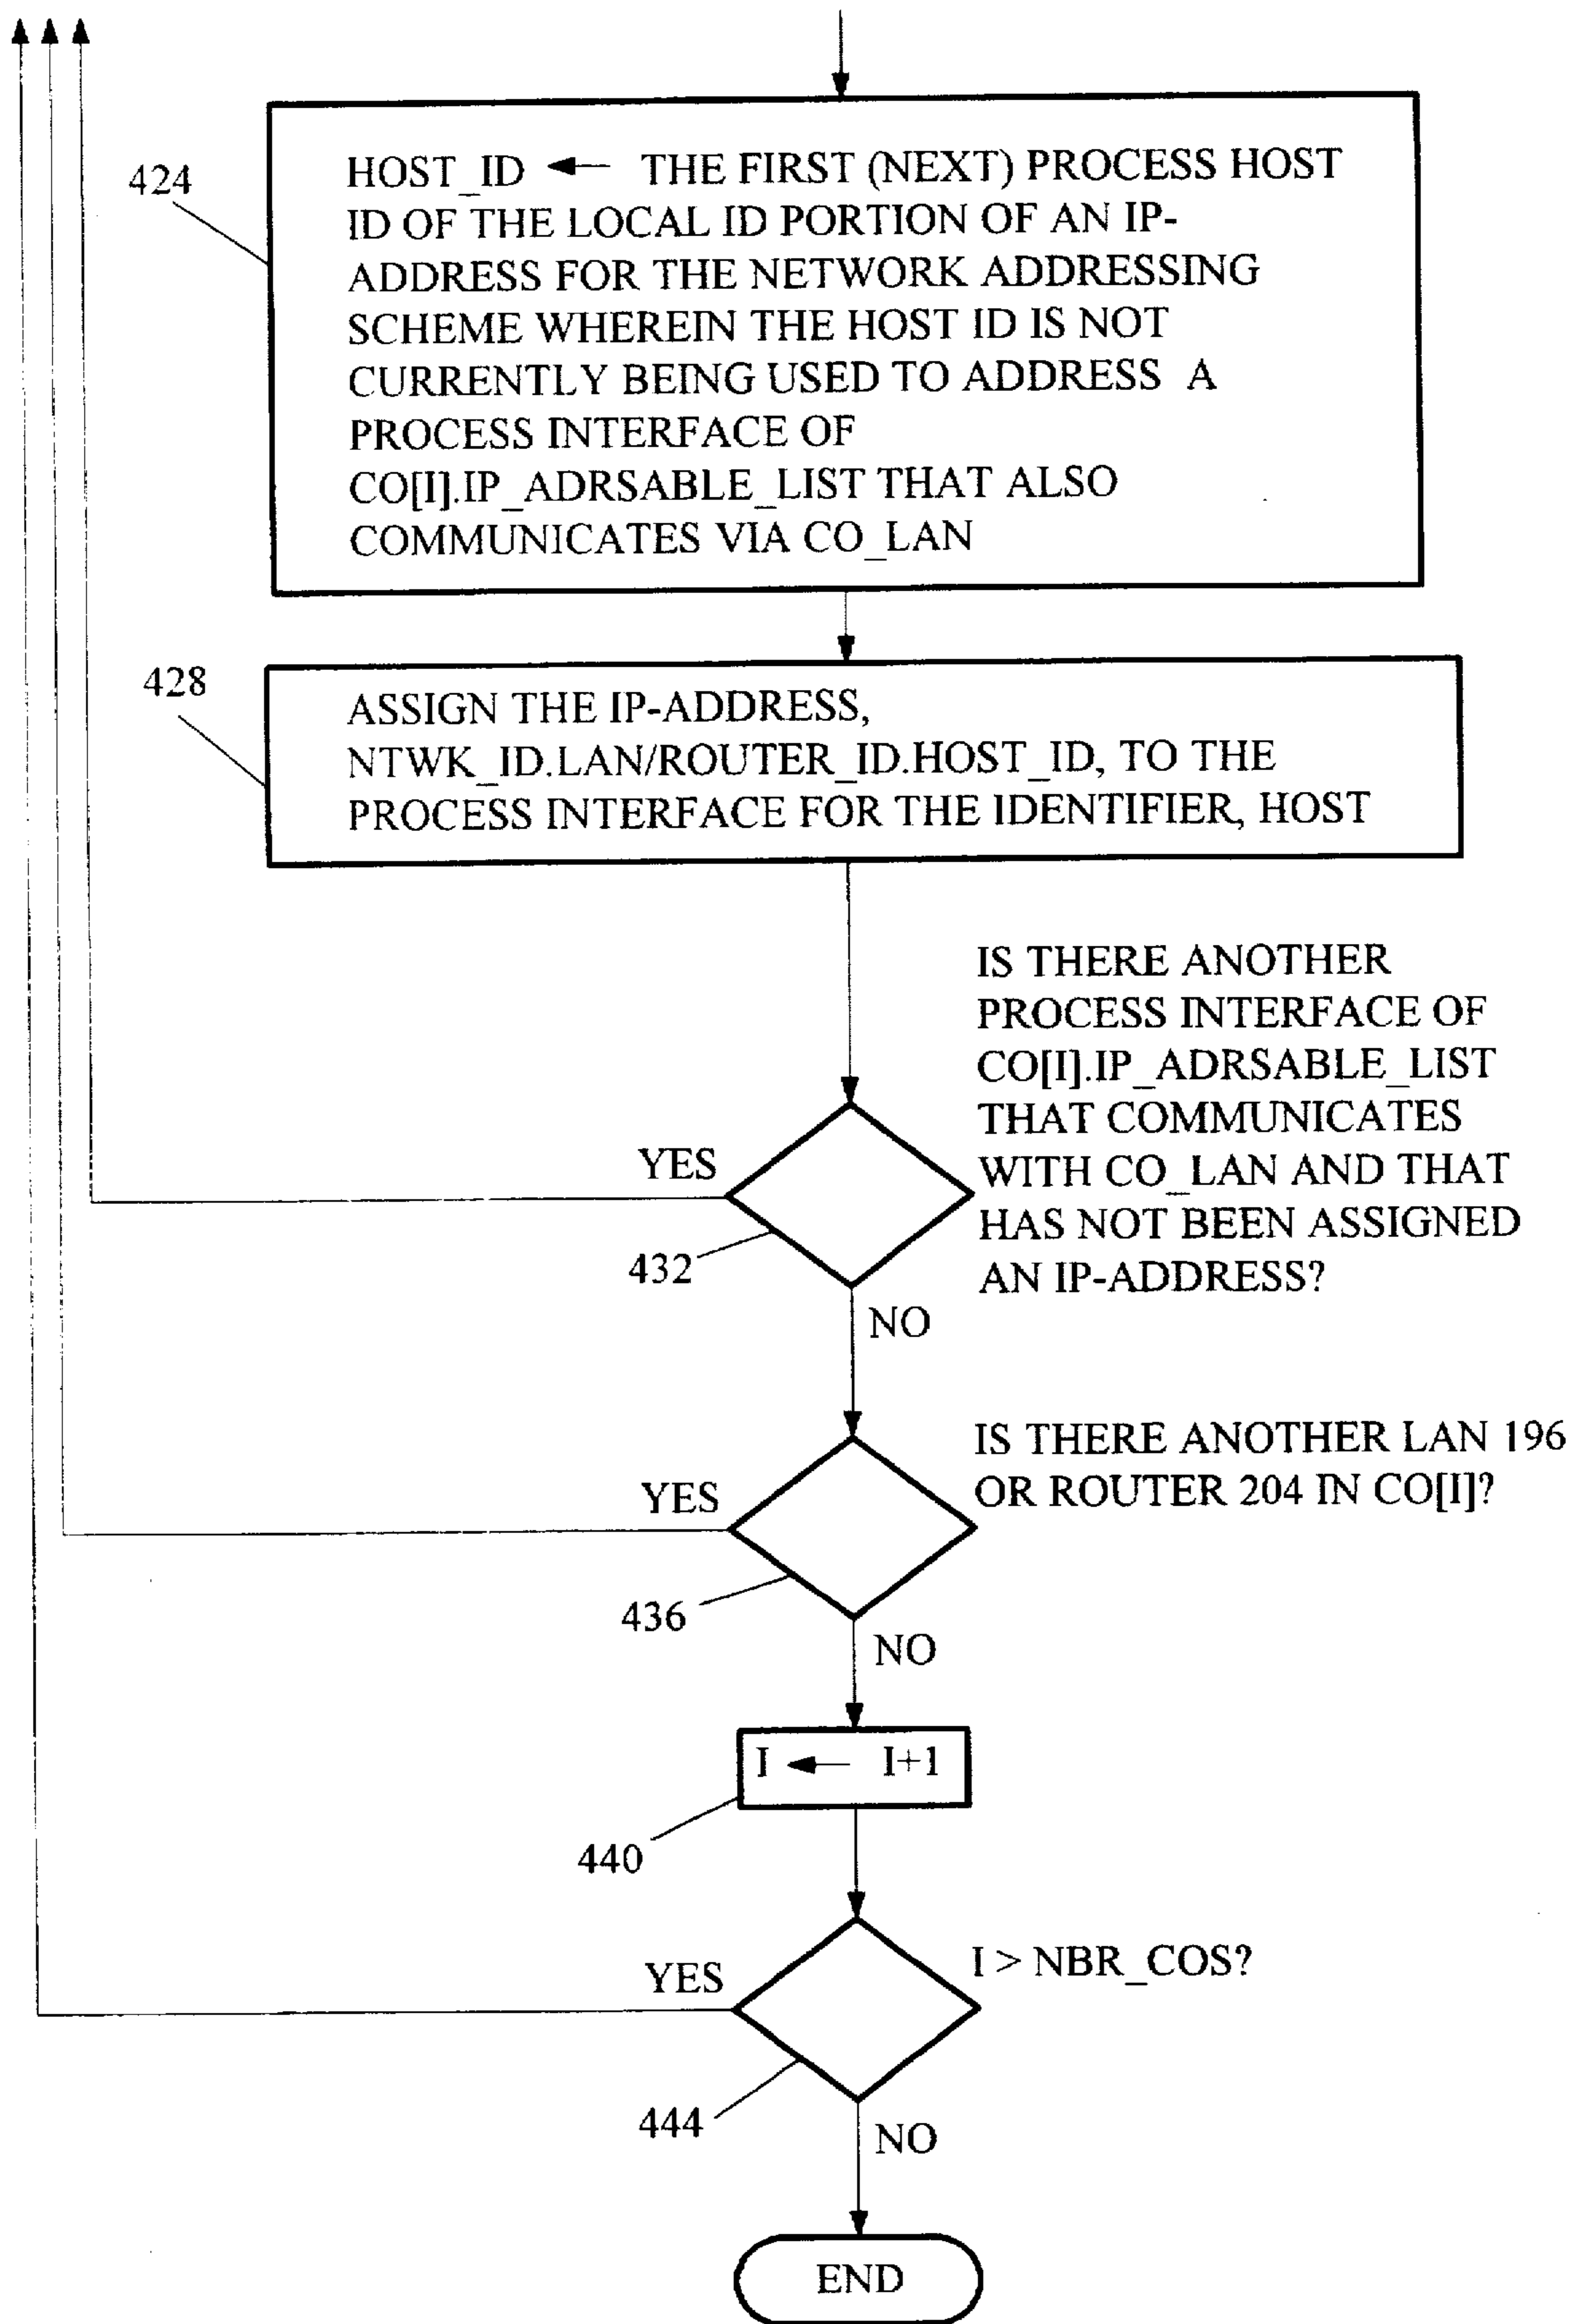 424
HOST_ID ← THE FIRST (NEXT) PROCESS HOST
ID OF THE LOCAL ID PORTION OF AN IP-
ADDRESS FOR THE NETWORK ADDRESSING
SCHEME WHEREIN THE HOST ID IS NOT
CURRENTLY BEING USED TO ADDRESS A
PROCESS INTERFACE OF
CO[I].IP_ADRSABLE_LIST THAT ALSO
COMMUNICATES VIA CO_LAN
428
ASSIGN THE IP-ADDRESS,
NTWK_ID.LAN/ROUTER_ID.HOST_ID, TO THE
PROCESS INTERFACE FOR THE IDENTIFIER, HOST
IS THERE ANOTHER
PROCESS INTERFACE OF
CO[I].IP_ADRSABLE_LIST
THAT COMMUNICATES
WITH CO_LAN AND THAT
HAS NOT BEEN ASSIGNED
AN IP-ADDRESS?
YES
432
NO
IS THERE ANOTHER LAN 196
OR ROUTER 204 IN CO[I]?
YES
436
NO
I ← I+1
440
I > NBR_COS?
YES
444
NO
END